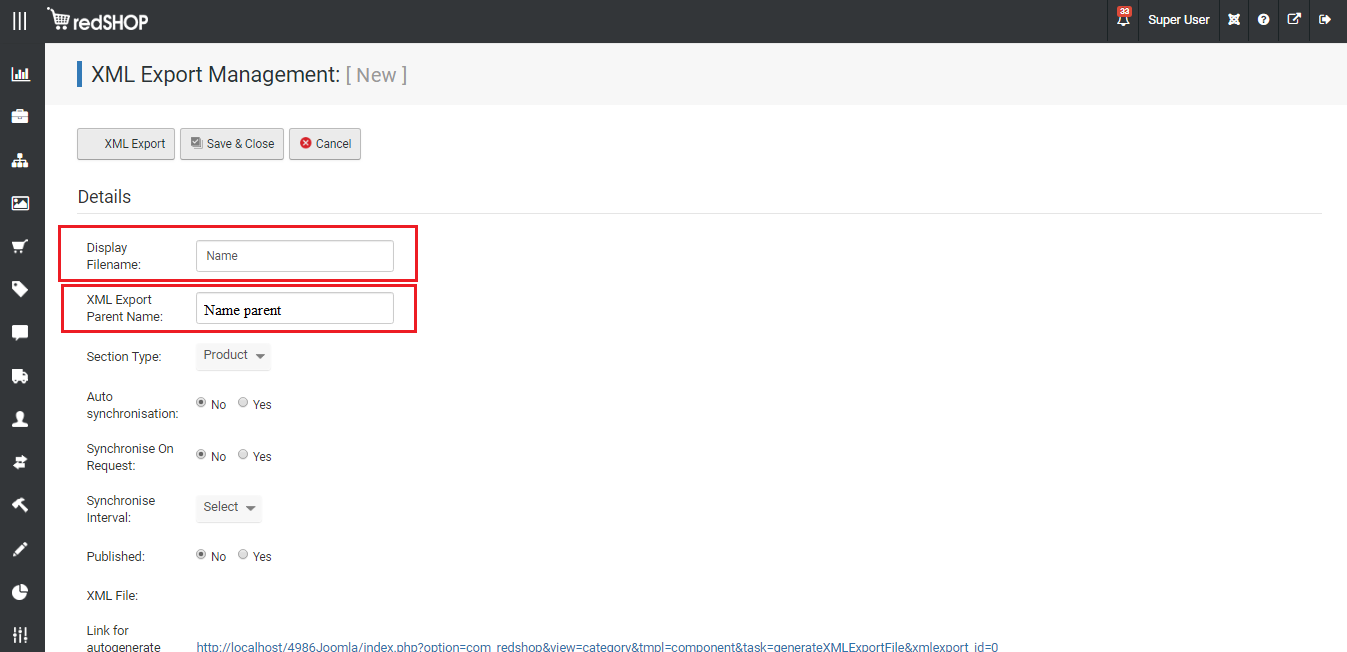 redSHOP
33
Super User
XML Export Management: [ New ]
XML Export
Save & Close
Cancel
Details
Display
Filename:
Name
XML Export
Parent Name:
Name parent
Section Type:
Product
Auto
synchronisation:
No
Yes
Synchronise On
Request:
No
Yes
Synchronise
Interval:
Select
Published:
No
Yes
XML File:
Link for
autogenerate
http://localhost/4986Joomla/index.php?option=com_redshop&view=category&tmpl=component&task=generateXMLExportFile&xmlexport_id=0